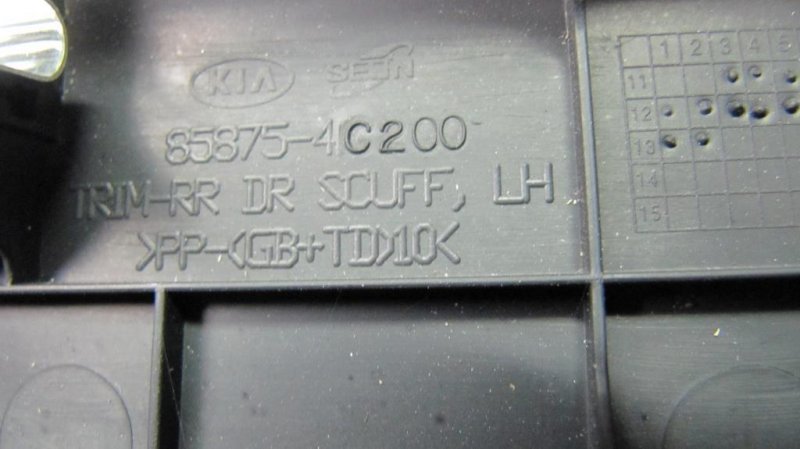 KIA SEJIN
85875-4C200
TRIM-RR DR SCUFF, LH
>PP-<GB+TD>10<
1 2 3 4 5
11
12
13
14
15